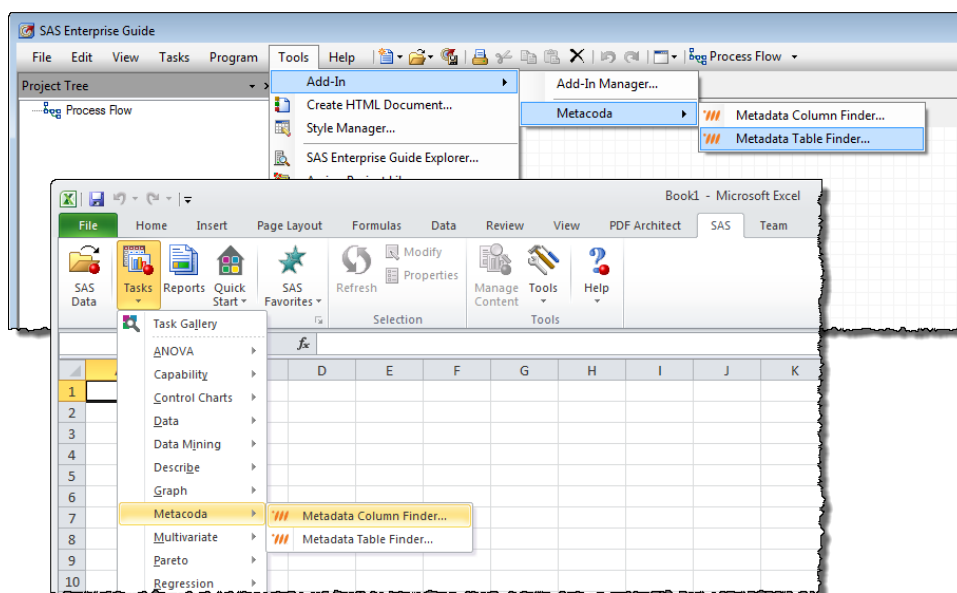 SAS Enterprise Guide
File Edit View Tasks Program Tools Help Process Flow
Project Tree
Process Flow
Add-In
Create HTML Document...
Style Manager...
SAS Enterprise Guide Explorer...
Add-In Manager...
Metacoda
Metadata Column Finder...
Metadata Table Finder...
Book1 - Microsoft Excel
File Home Insert Page Layout Formulas Data Review View PDF Architect SAS Team
SAS Data
Tasks
Reports
Quick Start
SAS Favorites
Refresh
Modify
Properties
Manage Content
Tools
Help
Selection
Tools
fx
Task Gallery
ANOVA
Capability
Control Charts
Data
Data Mining
Describe
Graph
Metacoda
Multivariate
Pareto
Regression
Metadata Column Finder...
Metadata Table Finder...
D E F G H I J K
1
2
3
4
5
6
7
8
9
10